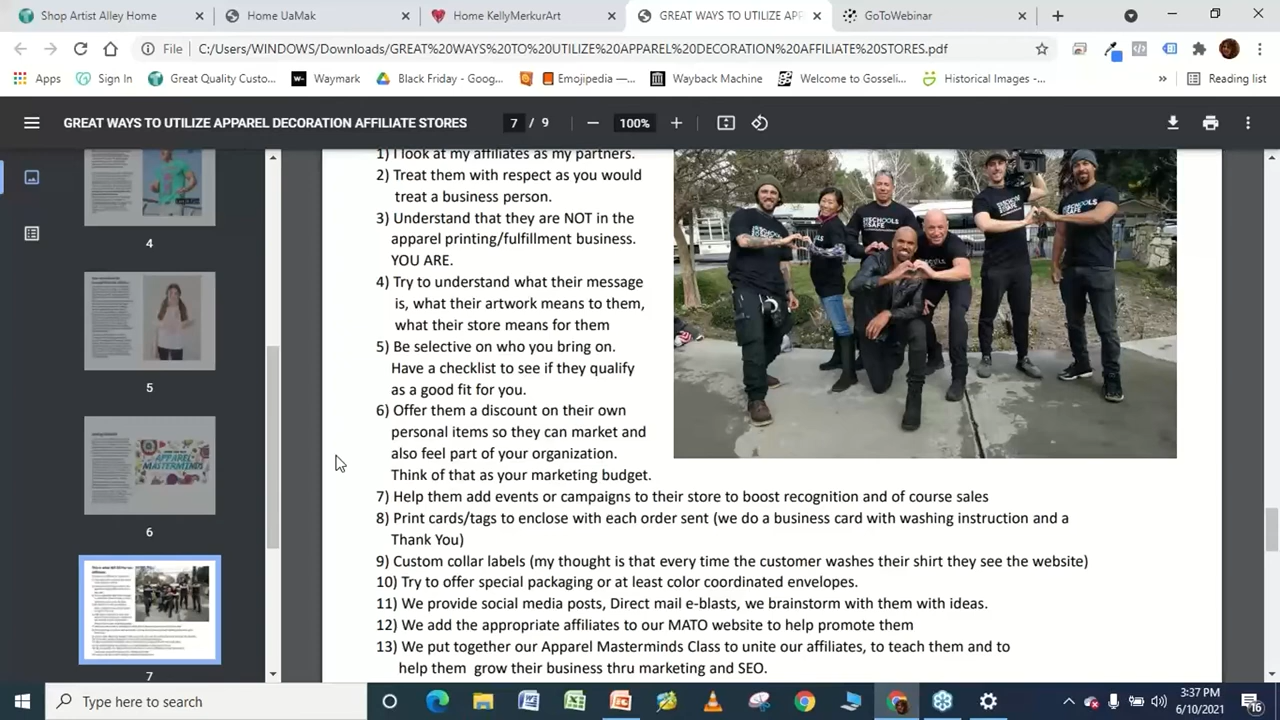 Shop Artist Alley Home
Home UaMak
Home KellyMerkurArt
GREAT WAYS TO UTILIZE APP
GoToWebinar
File C:/Users/WINDOWS/Downloads/GREAT%20WAYS%20TO%20UTILIZE%20APPAREL%20DECORATION%20AFFILIATE%20STORES.pdf
Apps Sign In Great Quality Custo... Waymark Black Friday - Goog... Emojipedia —... Wayback Machine Welcome to Gosseli... Historical Images -... » Reading list
GREAT WAYS TO UTILIZE APPAREL DECORATION AFFILIATE STORES 7 / 9 100%
4
5
APPAREL
MASTERMINDS
6
7
1) I look at my affiliates as my partners.
2) Treat them with respect as you would
treat a business person.
3) Understand that they are NOT in the
apparel printing/fulfillment business.
YOU ARE.
4) Try to understand what their message
is, what their artwork means to them,
what their store means for them
5) Be selective on who you bring on.
Have a checklist to see if they qualify
as a good fit for you.
6) Offer them a discount on their own
personal items so they can market and
also feel part of your organization.
Think of that as your marketing budget.
7) Help them add events or campaigns to their store to boost recognition and of course sales
8) Print cards/tags to enclose with each order sent (we do a business card with washing instruction and a
Thank You)
9) Custom collar labels (my thought is that every time the customer washes their shirt they see the website)
10) Try to offer special packaging or at least color coordinated envelopes.
11) We provide social media posts, Direct mail e-blasts, we brainstorm with them with ideas.
12) We add the appropriate affiliates to our MATO website to help promote them
13) We put together our Apparel Masterminds Class to unite our affiliates, to teach them and to
help them grow their business thru marketing and SEO.
Type here to search
3:37 PM
6/10/2021
16